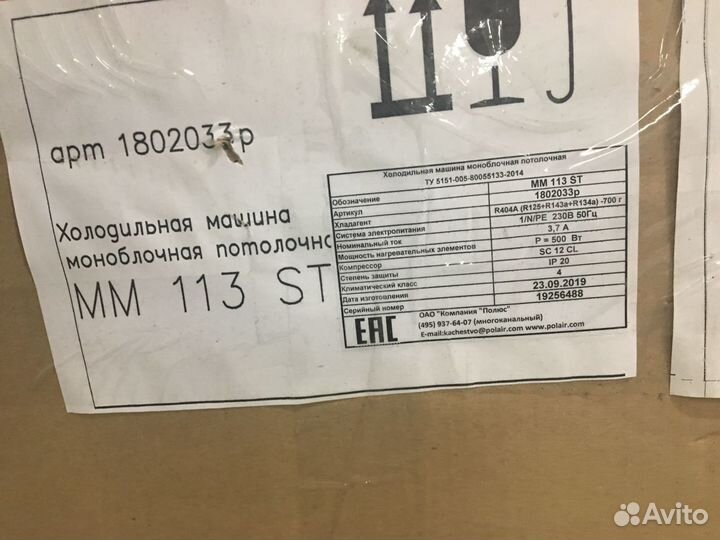 арт 1802033р
Холодильная машина
моноблочная потолочно
ММ 113 ST
Холодильная машина моноблочная потолочная
ТУ 5151-005-80055133-2014
Обозначение ММ 113 ST
Артикул 1802033р
Хладагент R404A (R125+R143a+R134a) -700 г
Система электропитания 1/N/PE 230В 50Гц
Номинальный ток 3,7 А
Мощность нагревательных элементов P = 500 Вт
Компрессор SC 12 CL
Степень защиты IP 20
Климатический класс 4
Дата изготовления 23.09.2019
Серийный номер 19256488
ЕАС
ОАО "Компания "Полюс"
(495) 937-64-07 (многоканальный)
E-mail:kachestvo@polair.com www.polair.com
Avito